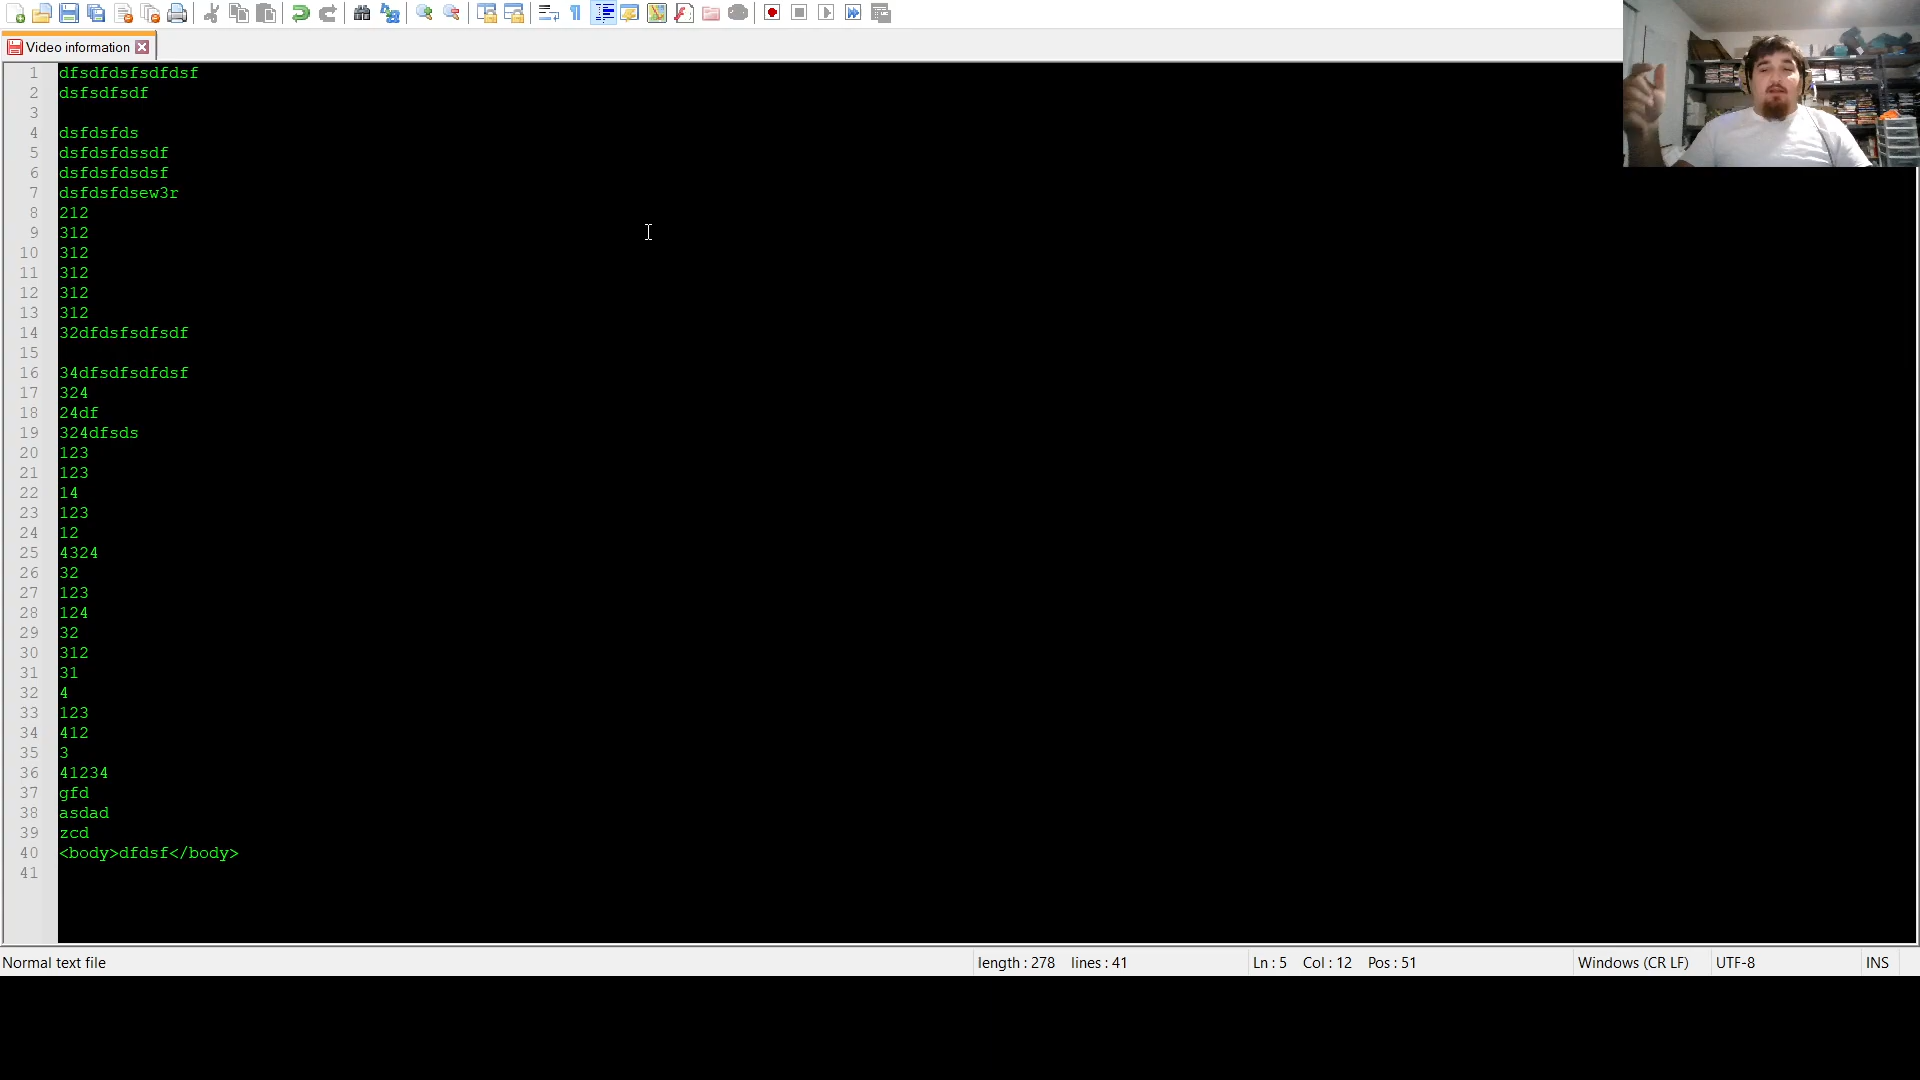 Video information
1 dfsdfdsfsdfdsf
2 dsfsdfsdf
3
4 dsfdsfds
5 dsfdsfdssdf
6 dsfdsfdsdsf
7 dsfdsfdsew3r
8 212
9 312
10 312
11 312
12 312
13 312
14 32dfdsfsdfsdf
15
16 34dfsdfsdfdsf
17 324
18 24df
19 324dfsds
20 123
21 123
22 14
23 123
24 12
25 4324
26 32
27 123
28 124
29 32
30 312
31 31
32 4
33 123
34 412
35 3
36 41234
37 gfd
38 asdad
39 zcd
40 <body>dfdsf</body>
41
Normal text file length : 278 lines : 41 Ln : 5 Col : 12 Pos : 51 Windows (CR LF) UTF-8 INS